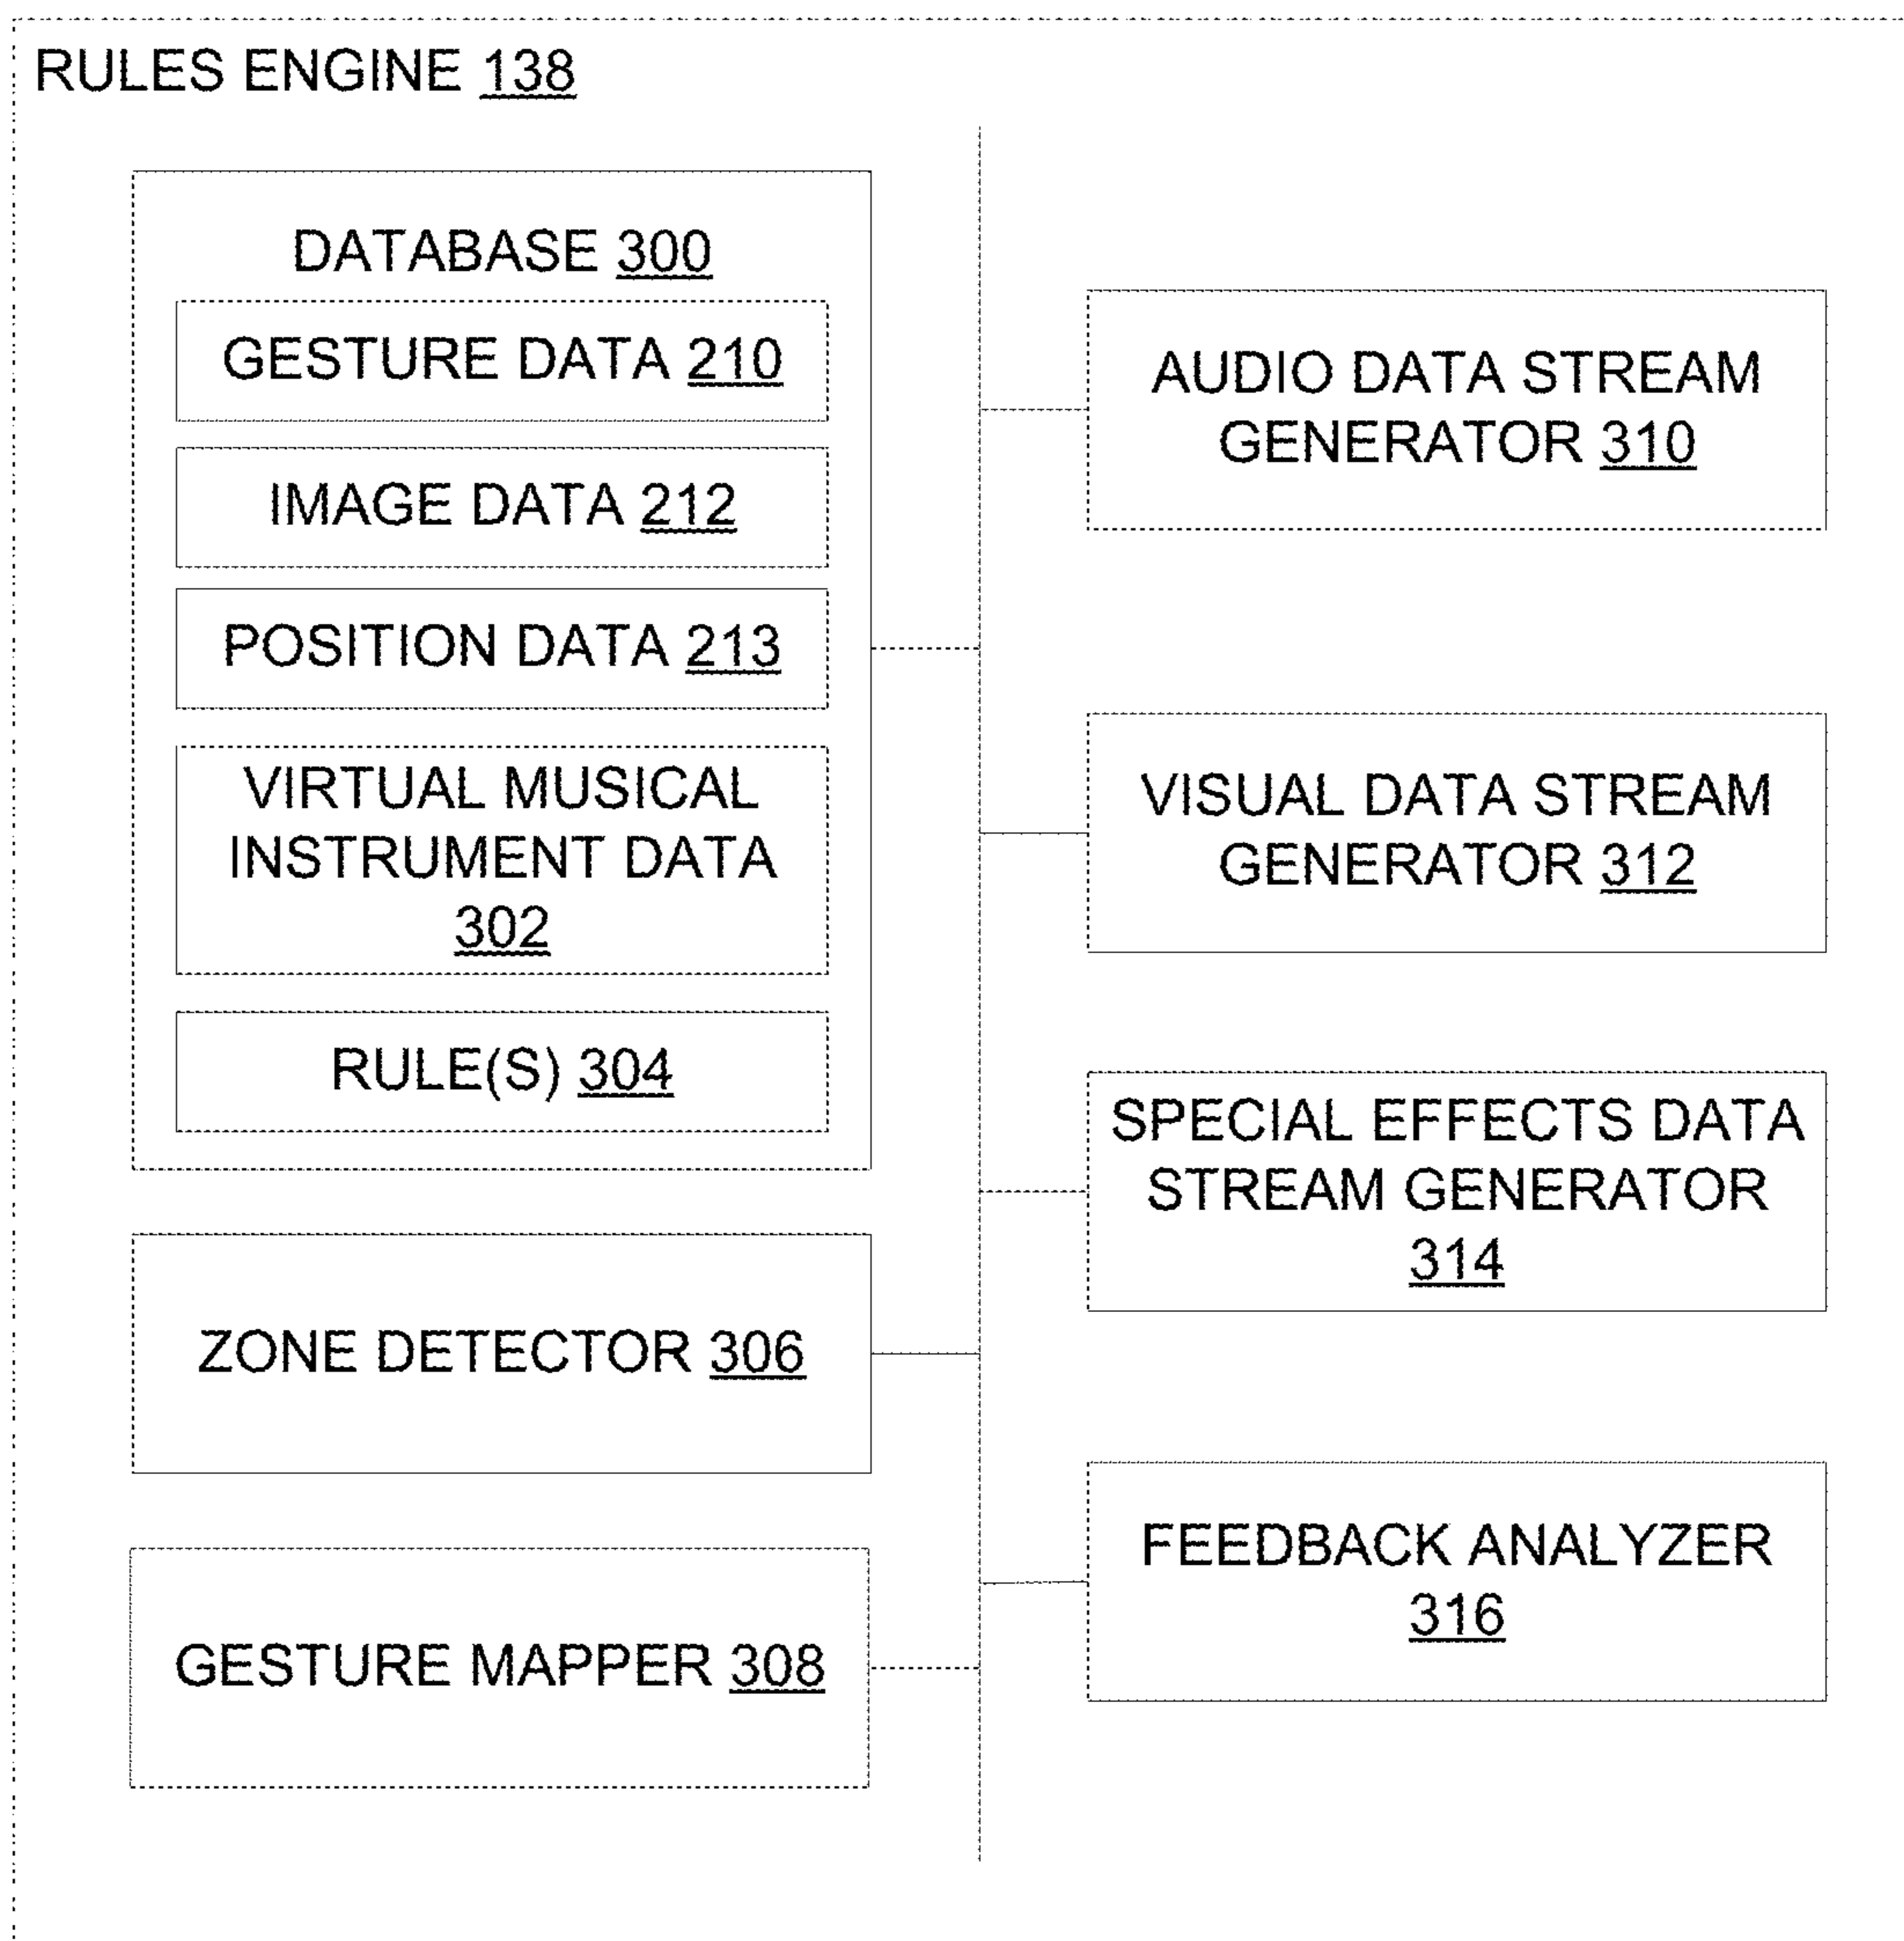 RULES ENGINE 138
DATABASE 300
GESTURE DATA 210
IMAGE DATA 212
POSITION DATA 213
VIRTUAL MUSICAL
INSTRUMENT DATA
302
RULE(S) 304
ZONE DETECTOR 306
GESTURE MAPPER 308
AUDIO DATA STREAM
GENERATOR 310
VISUAL DATA STREAM
GENERATOR 312
SPECIAL EFFECTS DATA
STREAM GENERATOR
314
FEEDBACK ANALYZER
316